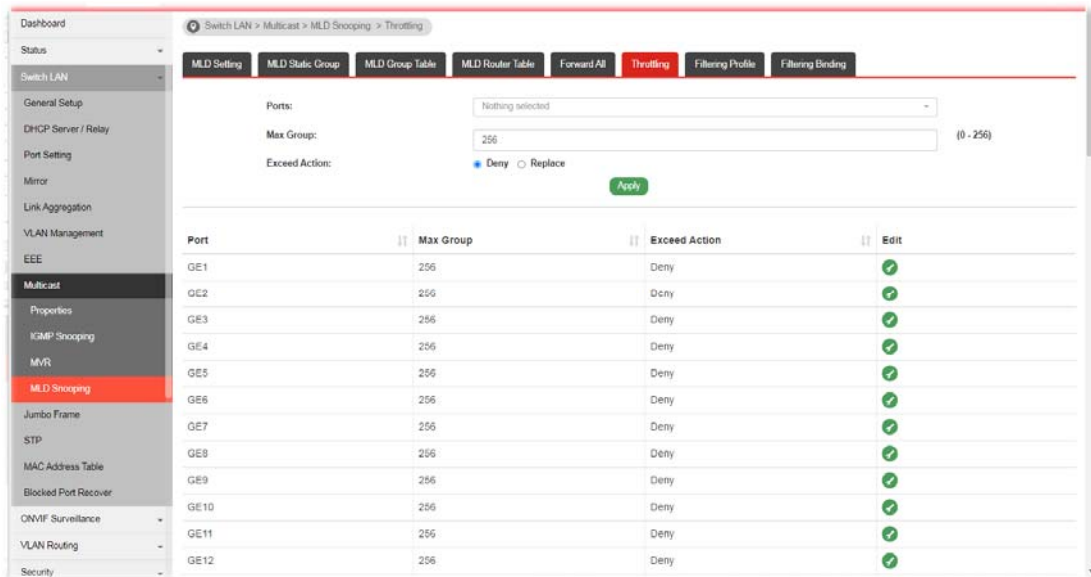 Dashboard
Status
Switch LAN
General Setup
DHCP Server / Relay
Port Setting
Mirror
Link Aggregation
VLAN Management
EEE
Multicast
Properties
IGMP Snooping
MVR
MLD Snooping
Jumbo Frame
STP
MAC Address Table
Blocked Port Recover
ONVIF Surveillance
VLAN Routing
Security
Switch LAN > Multicast > MLD Snooping > Throttling
MLD Setting MLD Static Group MLD Group Table MLD Router Table Forward All Throttling Filtering Profile Filtering Binding
Ports: Nothing selected
Max Group: 256 (0 - 256)
Exceed Action: Deny Replace
Apply
Port Max Group Exceed Action Edit
GE1 256 Deny
GE2 256 Deny
GE3 256 Deny
GE4 256 Deny
GE5 256 Deny
GE6 256 Deny
GE7 256 Deny
GE8 256 Deny
GE9 256 Deny
GE10 256 Deny
GE11 256 Deny
GE12 256 Deny